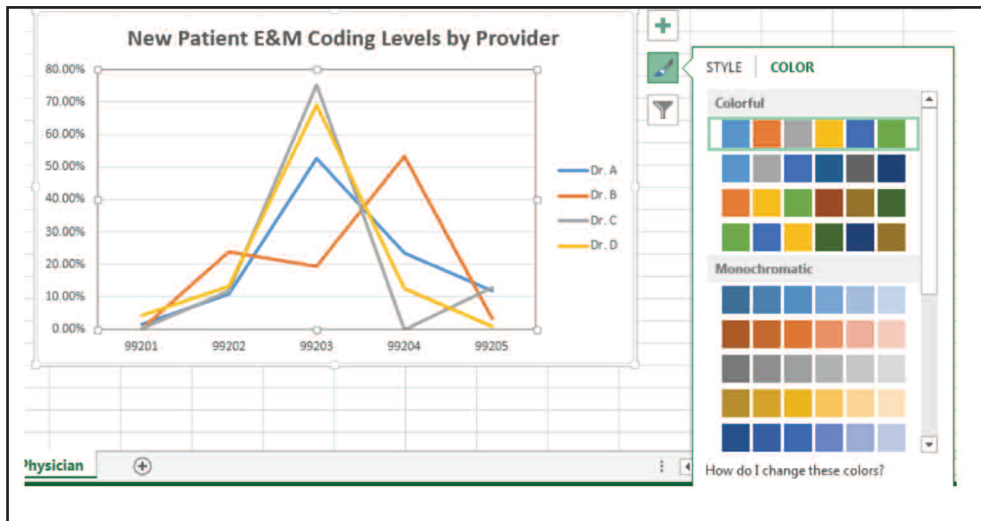 New Patient E&M Coding Levels by Provider
80.00%
70.00%
60.00%
50.00%
40.00%
30.00%
20.00%
10.00%
0.00%
99201 99202 99203 99204 99205
Dr. A
Dr. B
Dr. C
Dr. D
STYLE COLOR
Colorful
Monochromatic
How do I change these colors?
Physician